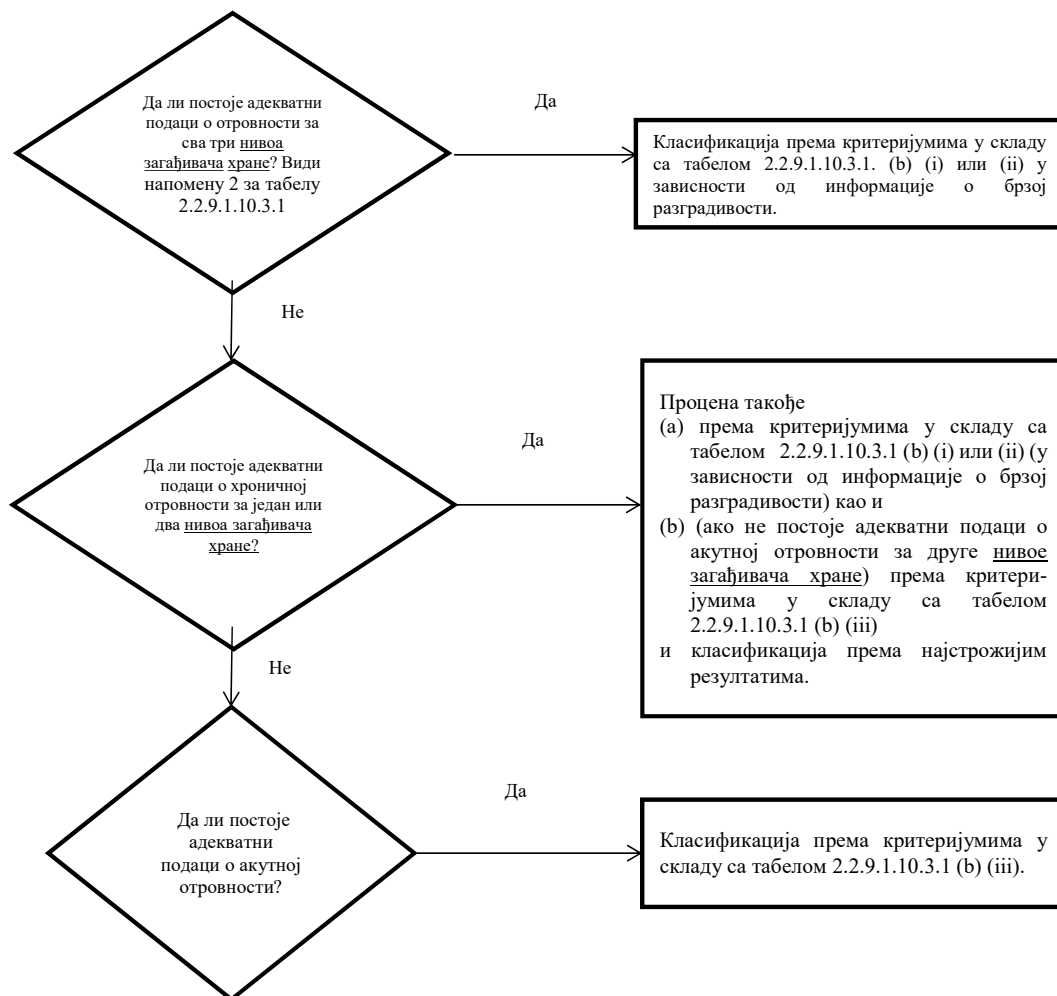 Да ли постоје адекватни
подаци о отровности за
сва три нивоа
загађивача хране? Види
напомену 2 за табелу
2.2.9.1.10.3.1
Да
Класификација према критеријумима у складу
са табелом 2.2.9.1.10.3.1. (b) (i) или (ii) у
зависности од информације о брзој
разградивости.
Не
Да ли постоје адекватни
подаци о хроничној
отровности за један или
два нивоа загађивача
хране?
Да
Процена такође
(a) према критеријумима у складу са
табелом 2.2.9.1.10.3.1 (b) (i) или (ii) (у
зависности од информације о брзој
разградивости) као и
(b) (ако не постоје адекватни подаци о
акутној отровности за друге нивое
загађивача хране) према критери-
јумима у складу са табелом
2.2.9.1.10.3.1 (b) (iii)
и класификација према најстрожијим
резултатима.
Не
Да ли постоје
адекватни
подаци о акутној
отровности?
Да
Класификација према критеријумима у
складу са табелом 2.2.9.1.10.3.1 (b) (iii).